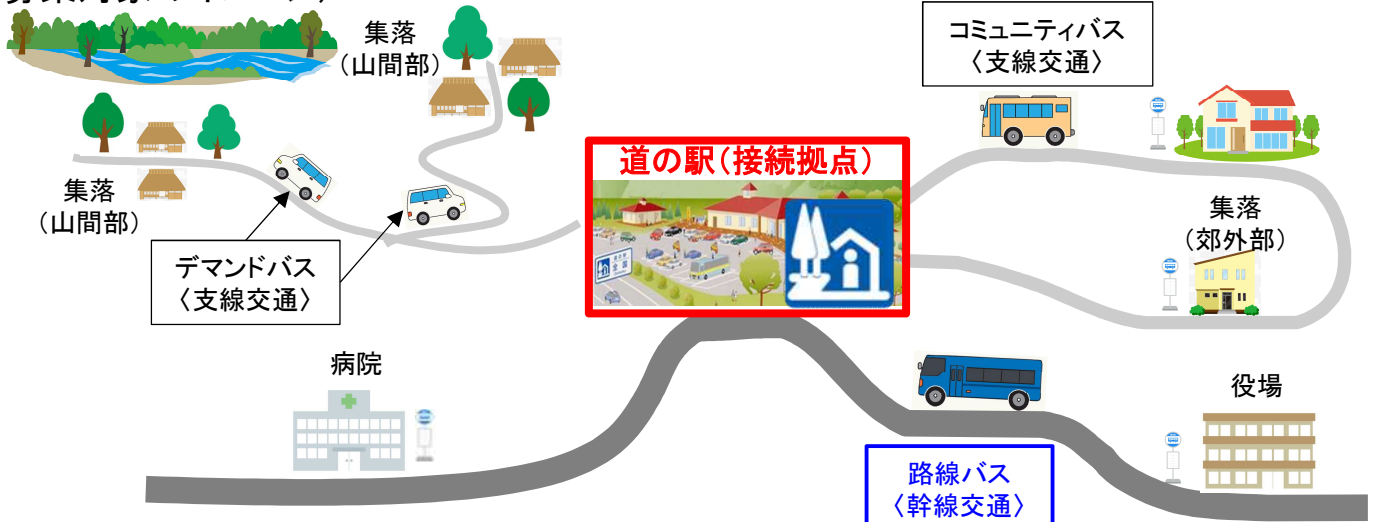 集落
(山間部)
コミュニティバス
〈支線交通〉
道の駅(接続拠点)
集落
(山間部)
集落
(郊外部)
デマンドバス
〈支線交通〉
病院
役場
路線バス
〈幹線交通〉